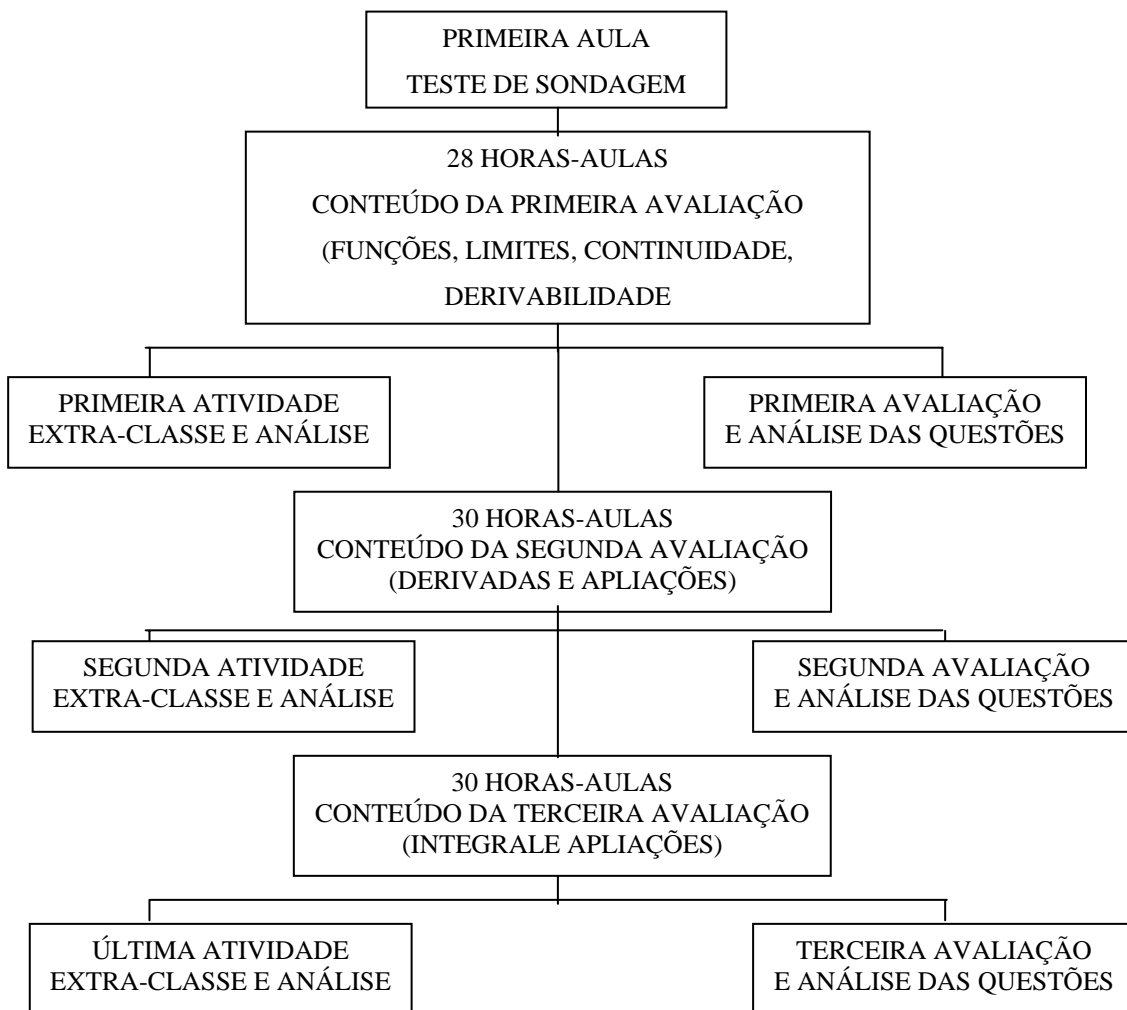 PRIMEIRA AULA
TESTE DE SONDAGEM
28 HORAS-AULAS
CONTEÚDO DA PRIMEIRA AVALIAÇÃO
(FUNÇÕES, LIMITES, CONTINUIDADE,
DERIVABILIDADE
PRIMEIRA ATIVIDADE
EXTRA-CLASSE E ANÁLISE
PRIMEIRA AVALIAÇÃO
E ANÁLISE DAS QUESTÕES
30 HORAS-AULAS
CONTEÚDO DA SEGUNDA AVALIAÇÃO
(DERIVADAS E APLIAÇÕES)
SEGUNDA ATIVIDADE
EXTRA-CLASSE E ANÁLISE
SEGUNDA AVALIAÇÃO
E ANÁLISE DAS QUESTÕES
30 HORAS-AULAS
CONTEÚDO DA TERCEIRA AVALIAÇÃO
(INTEGRALE APLIAÇÕES)
ÚLTIMA ATIVIDADE
EXTRA-CLASSE E ANÁLISE
TERCEIRA AVALIAÇÃO
E ANÁLISE DAS QUESTÕES